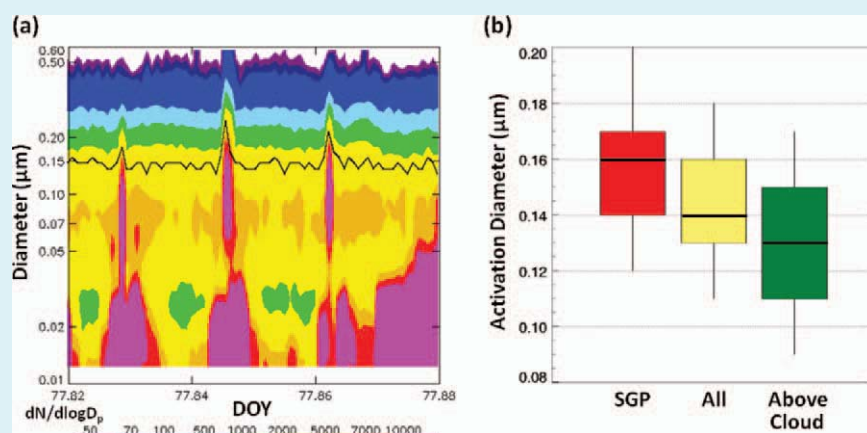 (a)
(b)
0.60
0.50
0.20
0.15
0.10
0.07
0.05
0.02
0.01
Diameter (µm)
77.82
77.84
77.86
77.88
DOY
dN/dlogDp
50 70 100 500 1000 2000 5000 7000 10000
0.20
0.18
0.16
0.14
0.12
0.10
0.08
Activation Diameter (µm)
SGP
All
Above
Cloud